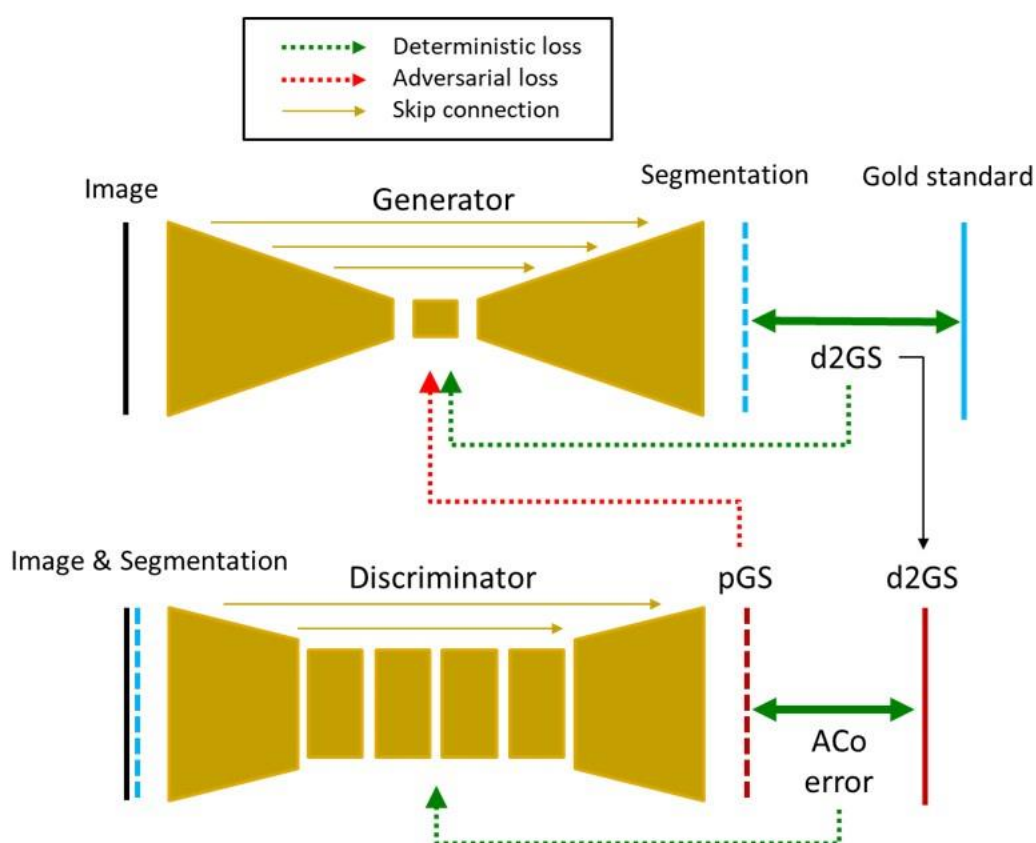 Deterministic loss
Adversarial loss
Skip connection
Image
Generator
Segmentation
Gold standard
d2GS
Image & Segmentation
Discriminator
pGS
d2GS
ACo
error